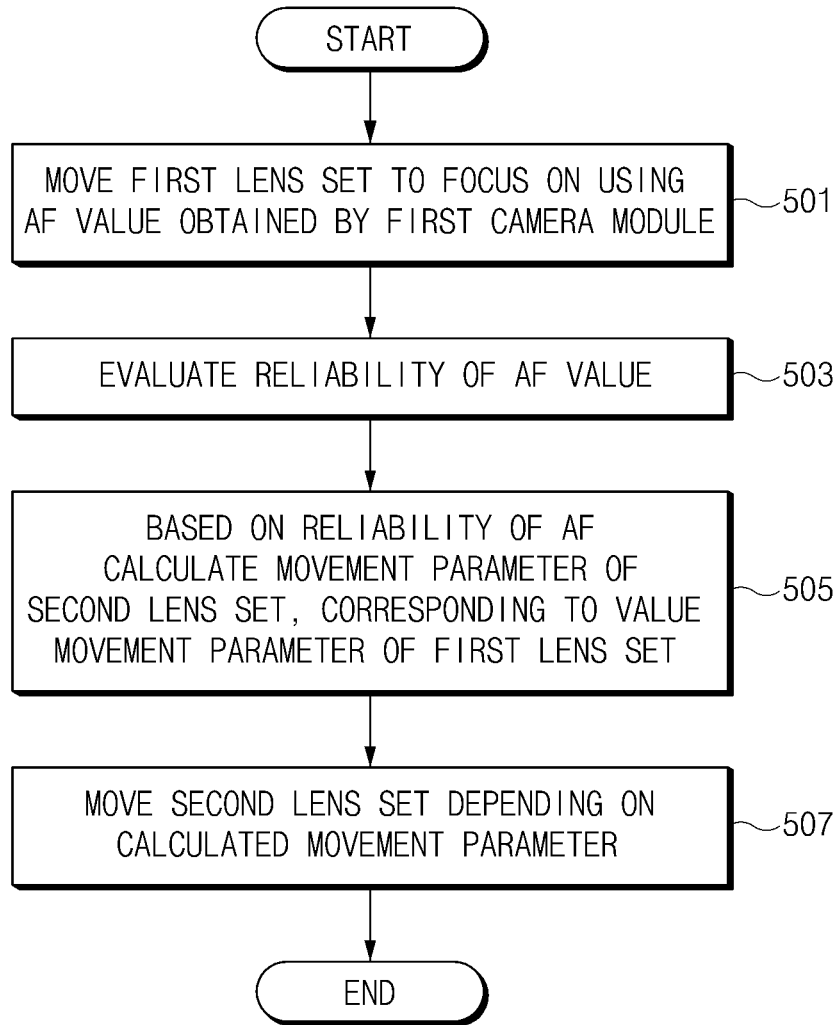 START
MOVE FIRST LENS SET TO FOCUS ON USING
AF VALUE OBTAINED BY FIRST CAMERA MODULE
501
EVALUATE RELIABILITY OF AF VALUE
503
BASED ON RELIABILITY OF AF
CALCULATE MOVEMENT PARAMETER OF
SECOND LENS SET, CORRESPONDING TO VALUE
MOVEMENT PARAMETER OF FIRST LENS SET
505
MOVE SECOND LENS SET DEPENDING ON
CALCULATED MOVEMENT PARAMETER
507
END